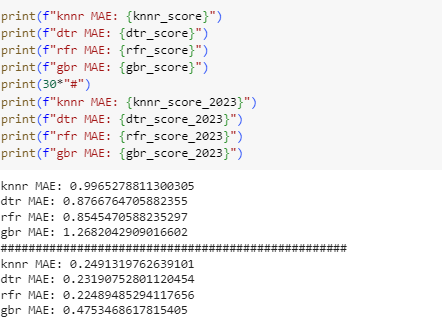 print(f"knnr MAE: {knnr_score}")
print(f"dtr MAE: {dtr_score}")
print(f"rfr MAE: {rfr_score}")
print(f"gbr MAE: {gbr_score}")
print(30*"#")
print(f"knnr MAE: {knnr_score_2023}")
print(f"dtr MAE: {dtr_score_2023}")
print(f"rfr MAE: {rfr_score_2023}")
print(f"gbr MAE: {gbr_score_2023}")
knnr MAE: 0.9965278811030305
dtr MAE: 0.8766764705882355
rfr MAE: 0.8545470588235297
gbr MAE: 1.2682042909016602
##################################################
knnr MAE: 0.2491319762639101
dtr MAE: 0.23190752801120454
rfr MAE: 0.22489485294117656
gbr MAE: 0.4753468617815405